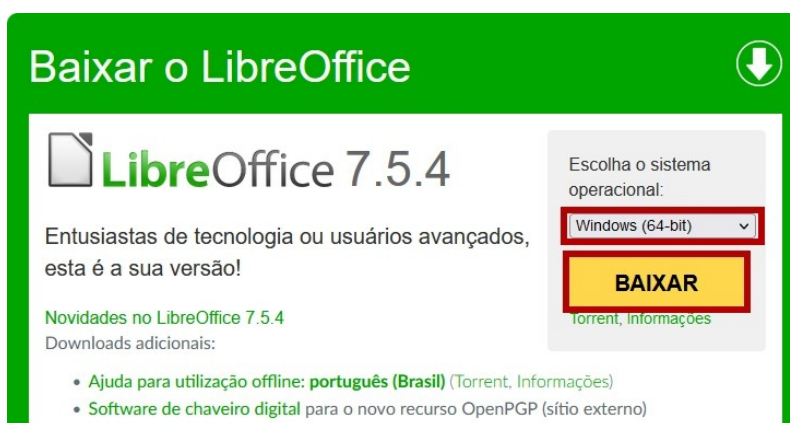 Baixar o LibreOffice
LibreOffice 7.5.4
Entusiastas de tecnologia ou usuários avançados,
esta é a sua versão!
Novidades no LibreOffice 7.5.4
Downloads adicionais:
• Ajuda para utilização offline: português (Brasil) (Torrent, Informações)
• Software de chaveiro digital para o novo recurso OpenPGP (sítio externo)
Escolha o sistema
operacional:
Windows (64-bit)
BAIXAR
Torrent, Informações